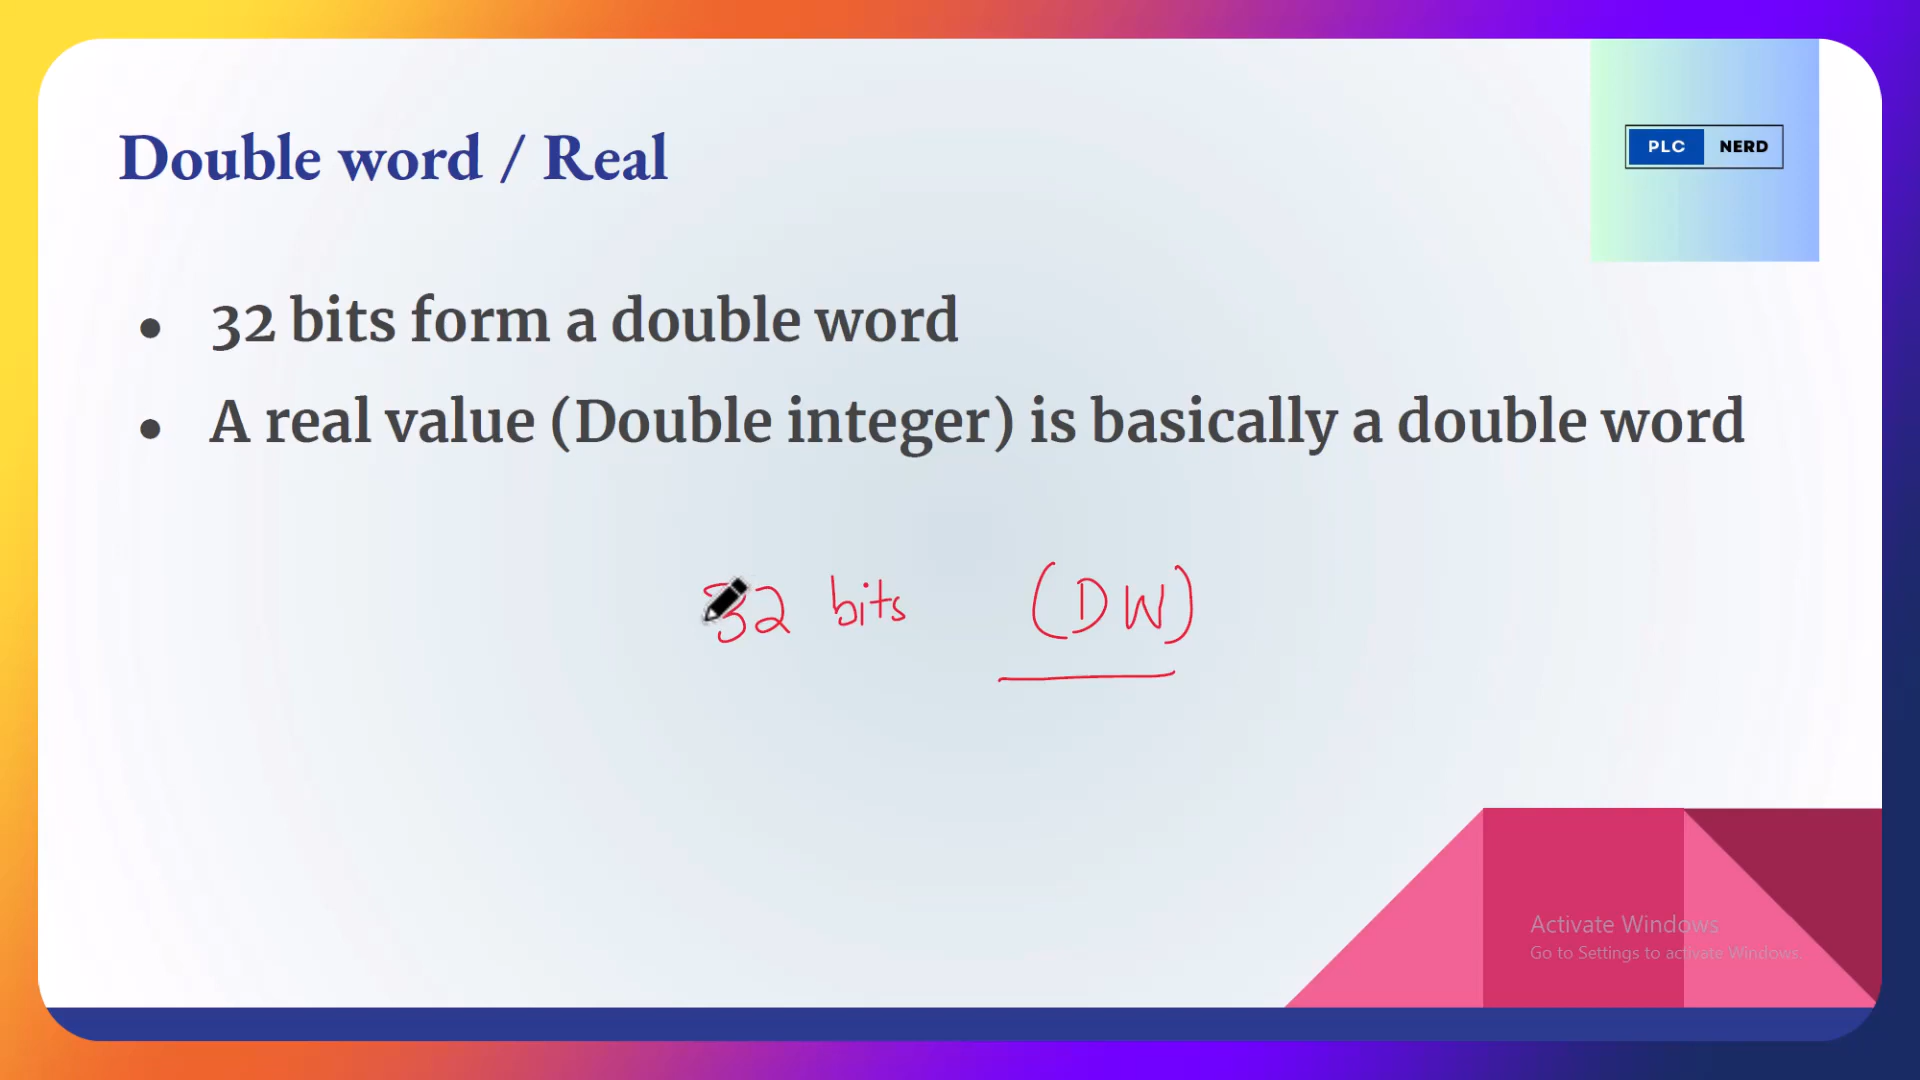 Double word / Real
PLC NERD
● 32 bits form a double word
● A real value (Double integer) is basically a double word
32 bits (DW)
Activate Windows
Go to Settings to activate Windows.